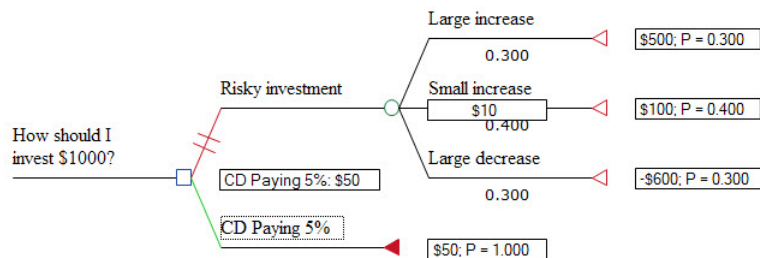 Large increase
0.300
$500; P = 0.300
Risky investment
Small increase
$10
0.400
$100; P = 0.400
How should I
invest $1000?
Large decrease
CD Paying 5%: $50
-$600; P = 0.300
0.300
CD Paying 5%
$50; P = 1.000